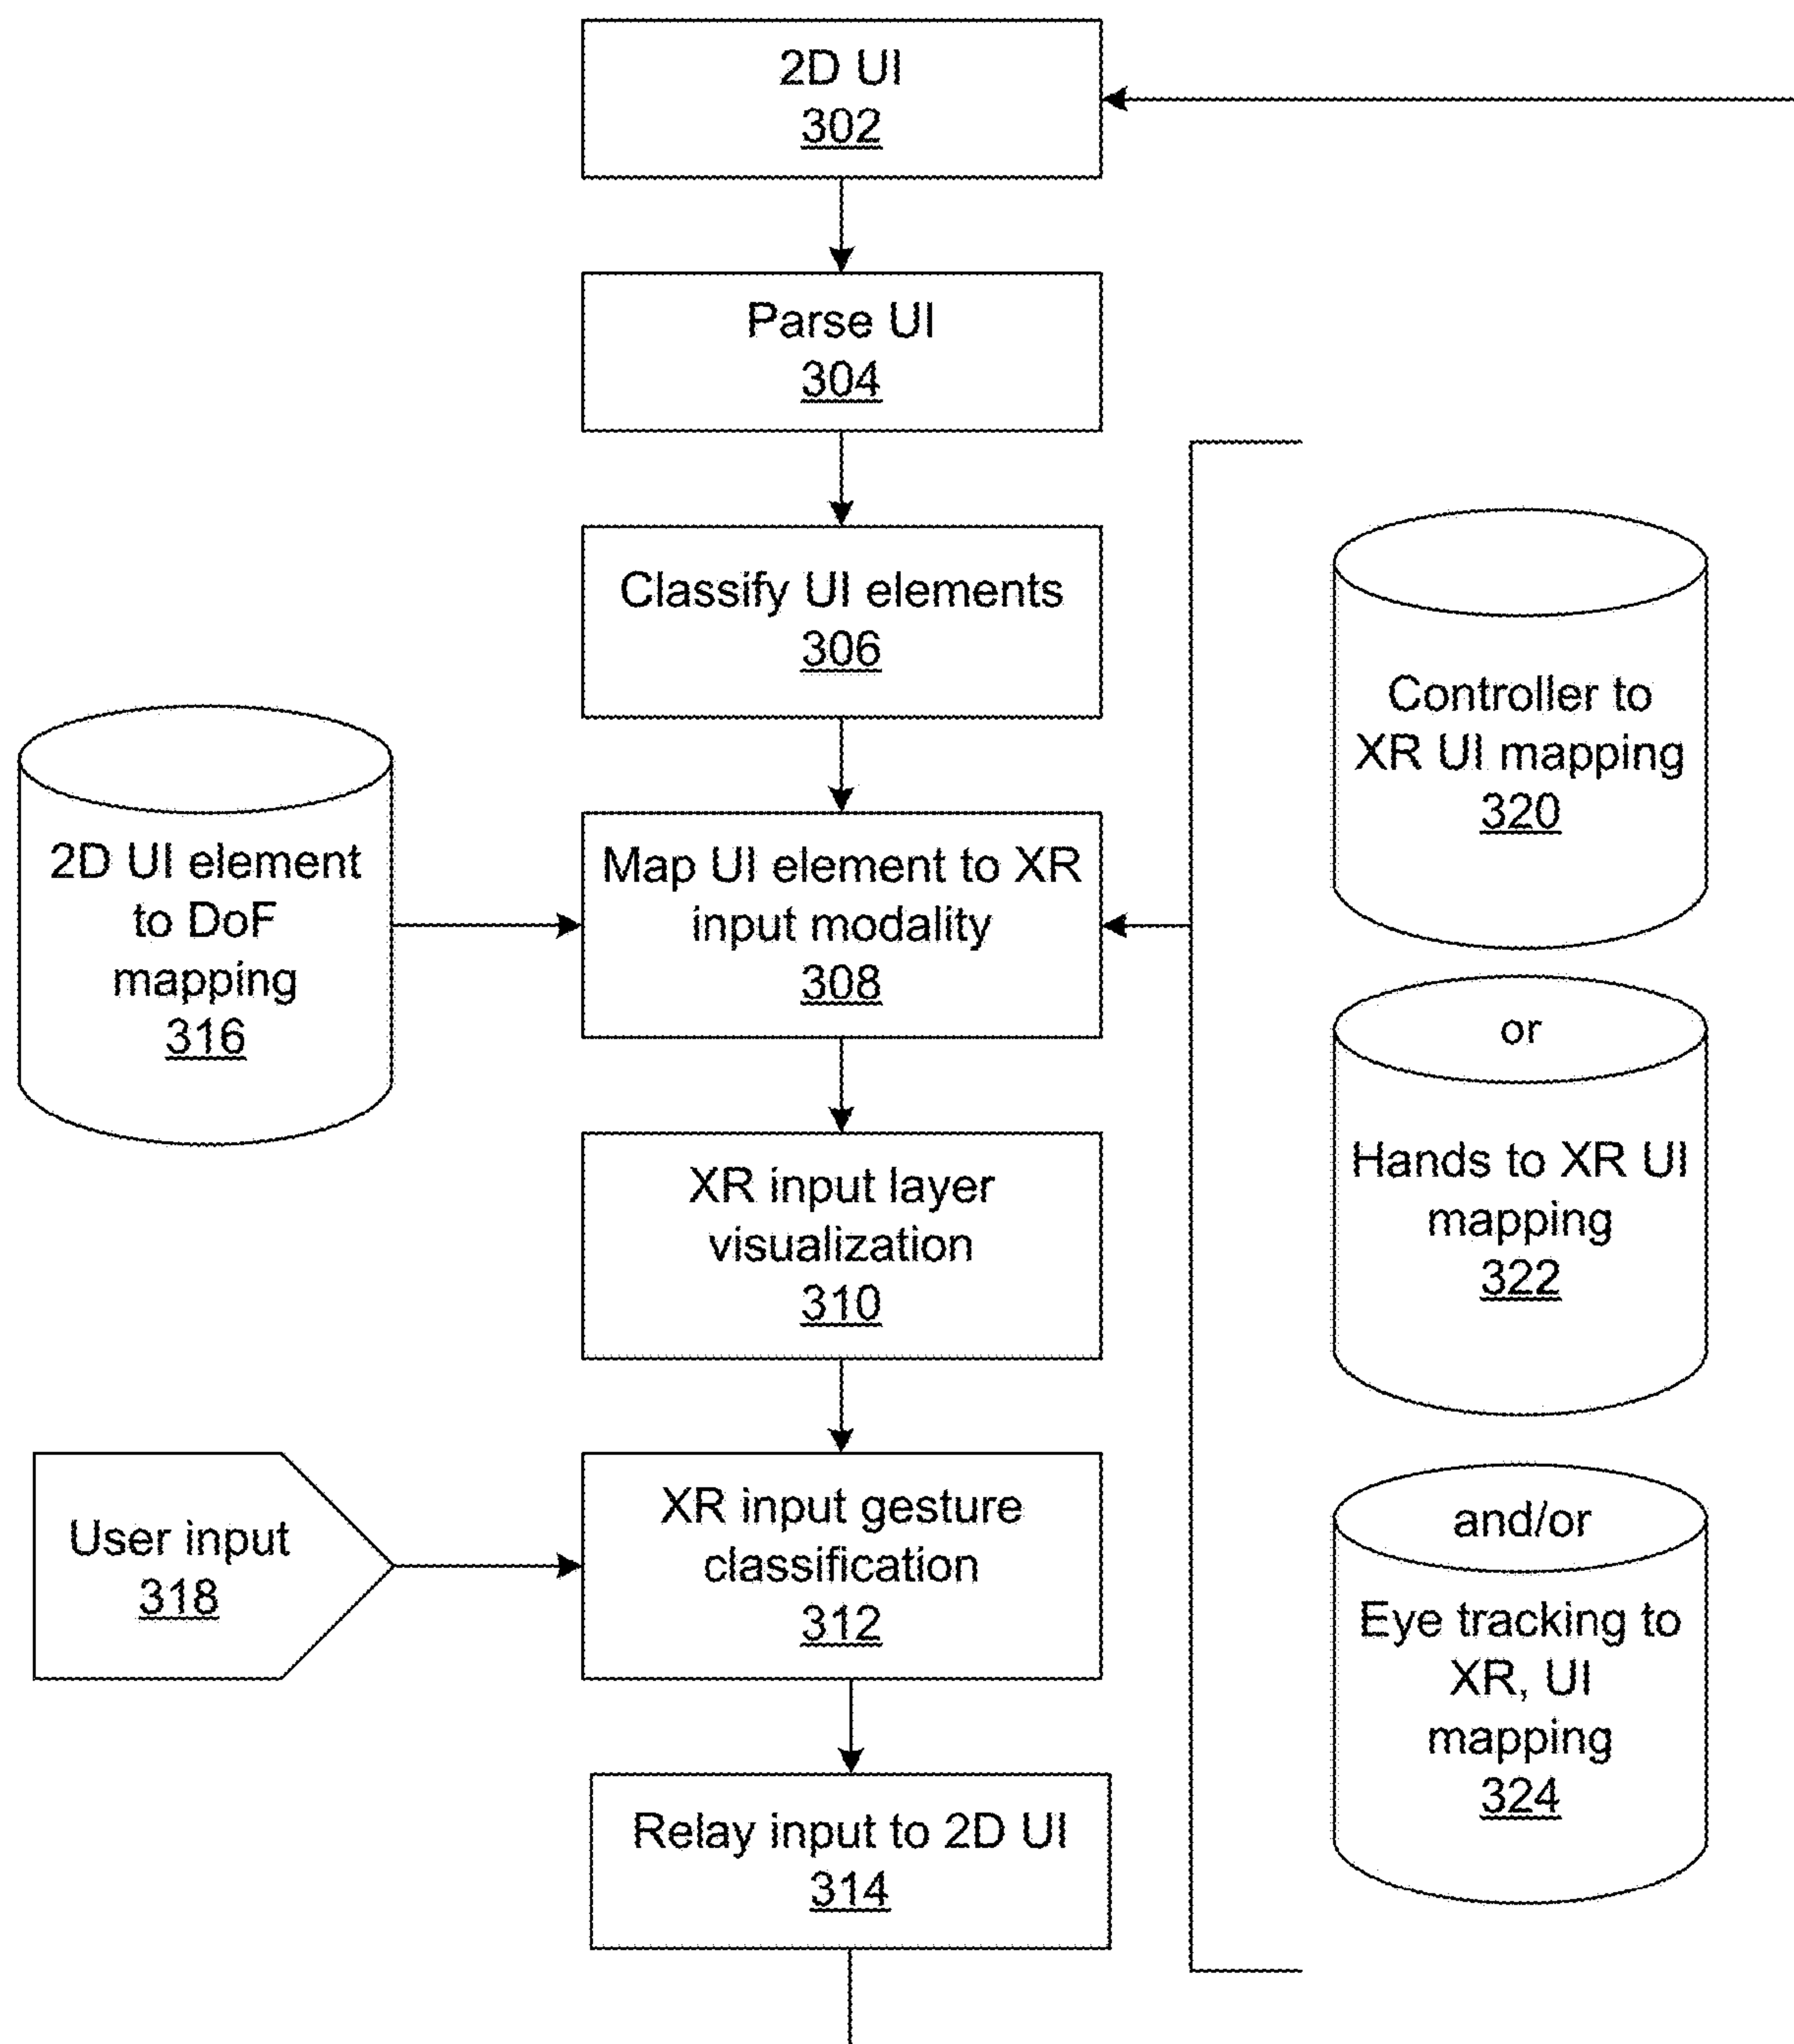 2D UI
302
Parse UI
304
Classify UI elements
306
2D UI element
to DoF
mapping
316
Map UI element to XR
input modality
308
Controller to
XR UI mapping
320
or
Hands to XR UI
mapping
322
XR input layer
visualization
310
User input
318
XR input gesture
classification
312
and/or
Eye tracking to
XR, UI
mapping
324
Relay input to 2D UI
314